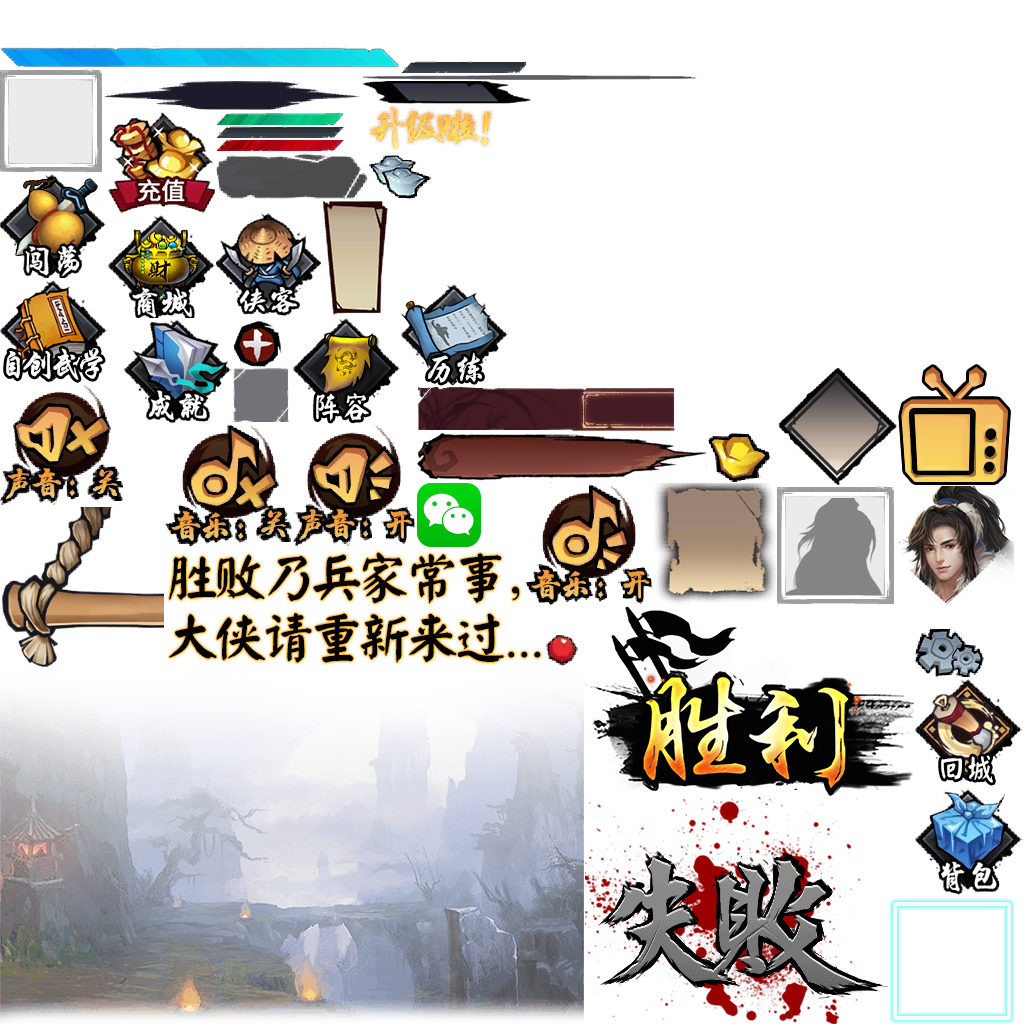 升级啦!
充值
闯荡
财
商城
侠客
自创武学
成就
阵容
历练
声音：关
音乐：关
声音：开
音乐：开
胜败乃兵家常事，
大侠请重新来过...
胜利
回城
背包
失败